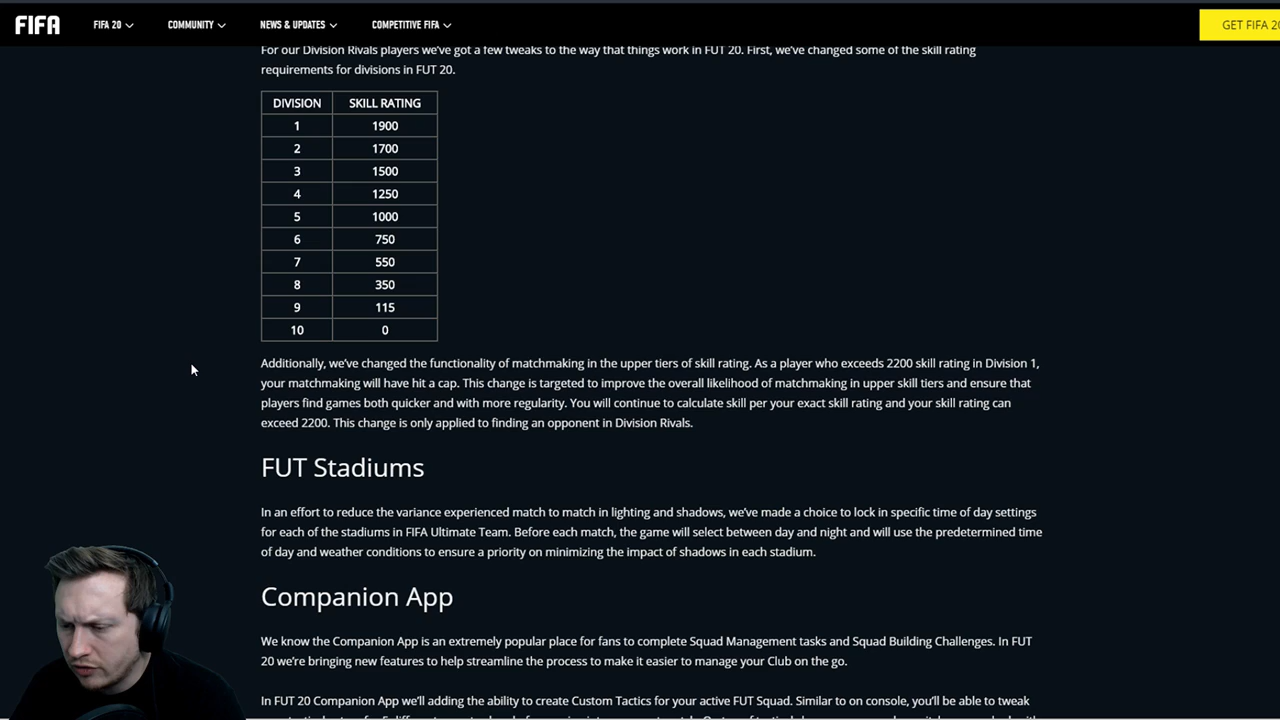 FIFA
FIFA 20
COMMUNITY
NEWS & UPDATES
COMPETITIVE FIFA
GET FIFA 20
For our Division Rivals players we've got a few tweaks to the way that things work in FUT 20. First, we've changed some of the skill rating
requirements for divisions in FUT 20.
DIVISION SKILL RATING
1 1900
2 1700
3 1500
4 1250
5 1000
6 750
7 550
8 350
9 115
10 0
Additionally, we've changed the functionality of matchmaking in the upper tiers of skill rating. As a player who exceeds 2200 skill rating in Division 1,
your matchmaking will have hit a cap. This change is targeted to improve the overall likelihood of matchmaking in upper skill tiers and ensure that
players find games both quicker and with more regularity. You will continue to calculate skill per your exact skill rating and your skill rating can
exceed 2200. This change is only applied to finding an opponent in Division Rivals.
FUT Stadiums
In an effort to reduce the variance experienced match to match in lighting and shadows, we've made a choice to lock in specific time of day settings
for each of the stadiums in FIFA Ultimate Team. Before each match, the game will select between day and night and will use the predetermined time
of day and weather conditions to ensure a priority on minimizing the impact of shadows in each stadium.
Companion App
We know the Companion App is an extremely popular place for fans to complete Squad Management tasks and Squad Building Challenges. In FUT
20 we're bringing new features to help streamline the process to make it easier to manage your Club on the go.
In FUT 20 Companion App we'll adding the ability to create Custom Tactics for your active FUT Squad. Similar to on console, you'll be able to tweak